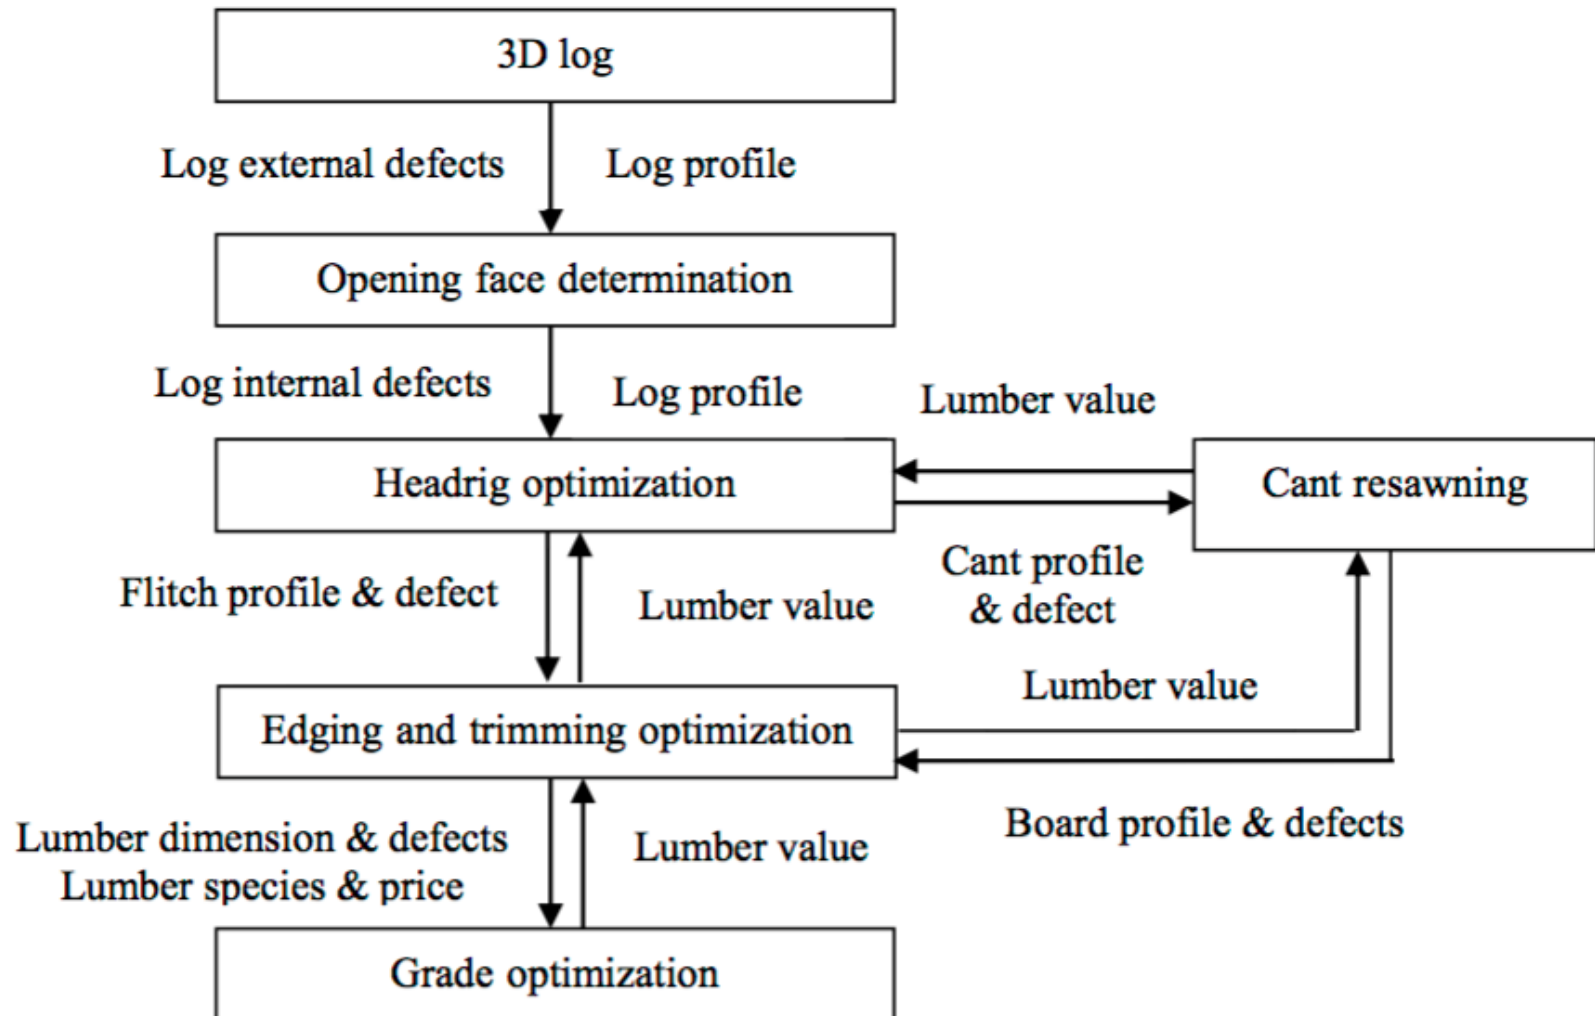 3D log
Log external defects
Log profile
Opening face determination
Log internal defects
Log profile
Lumber value
Headrig optimization
Cant resawning
Cant profile
& defect
Flitch profile & defect
Lumber value
Lumber value
Edging and trimming optimization
Board profile & defects
Lumber dimension & defects
Lumber species & price
Lumber value
Grade optimization